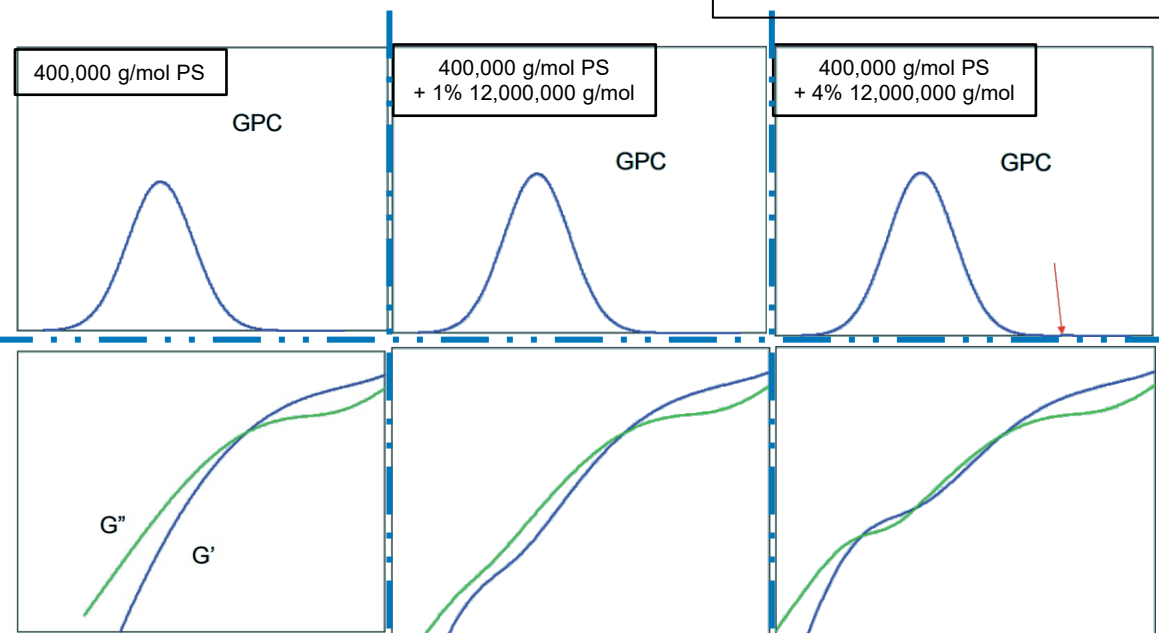 400,000 g/mol PS
GPC
400,000 g/mol PS
+ 1% 12,000,000 g/mol
GPC
400,000 g/mol PS
+ 4% 12,000,000 g/mol
GPC
G”
G’